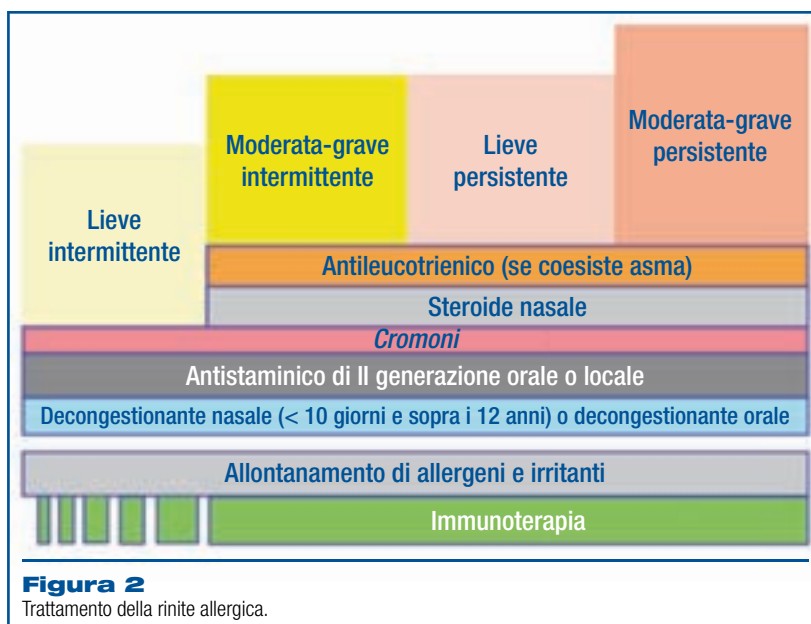 Lieve
intermittente
Moderata-grave
intermittente
Lieve
persistente
Moderata-grave
persistente
Antileucotrienico (se coesiste asma)
Steroide nasale
Cromoni
Antistaminico di II generazione orale o locale
Decongestionante nasale (< 10 giorni e sopra i 12 anni) o decongestionante orale
Allontanamento di allergeni e irritanti
Immunoterapia
Figura 2
Trattamento della rinite allergica.